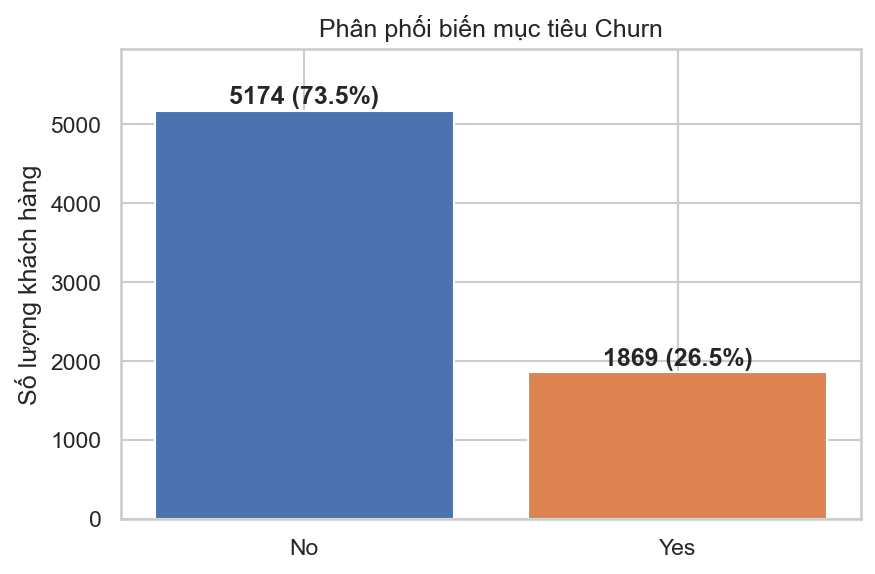 Phân phối biến mục tiêu Churn
Số lượng khách hàng
5000
4000
3000
2000
1000
0
5174 (73.5%)
1869 (26.5%)
No
Yes